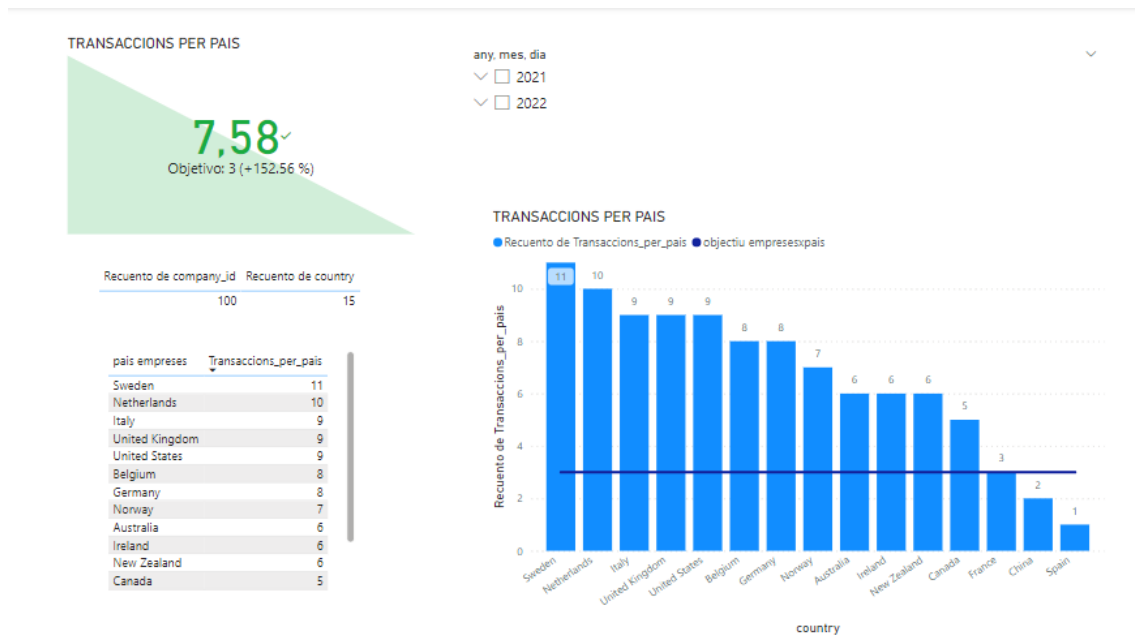 TRANSACCIONS PER PAIS
7,58
Objetivo: 3 (+152.56 %)
any, mes, dia
2021
2022
Recuento de company_id Recuento de country
100 15
pais empreses Transaccions_per_pais
Sweden 11
Netherlands 10
Italy 9
United Kingdom 9
United States 9
Belgium 8
Germany 8
Norway 7
Australia 6
Ireland 6
New Zealand 6
Canada 5
TRANSACCIONS PER PAIS
Recuento de Transaccions_per_pais objectiu empresesxpais
Recuento de Transaccions_per_pais
10
8
6
4
2
0
11 10 9 9 9 8 8 7 6 6 6 5 3 2 1
Sweden Netherlands Italy United Kingdom United States Belgium Germany Norway Australia Ireland New Zealand Canada France China Spain
country